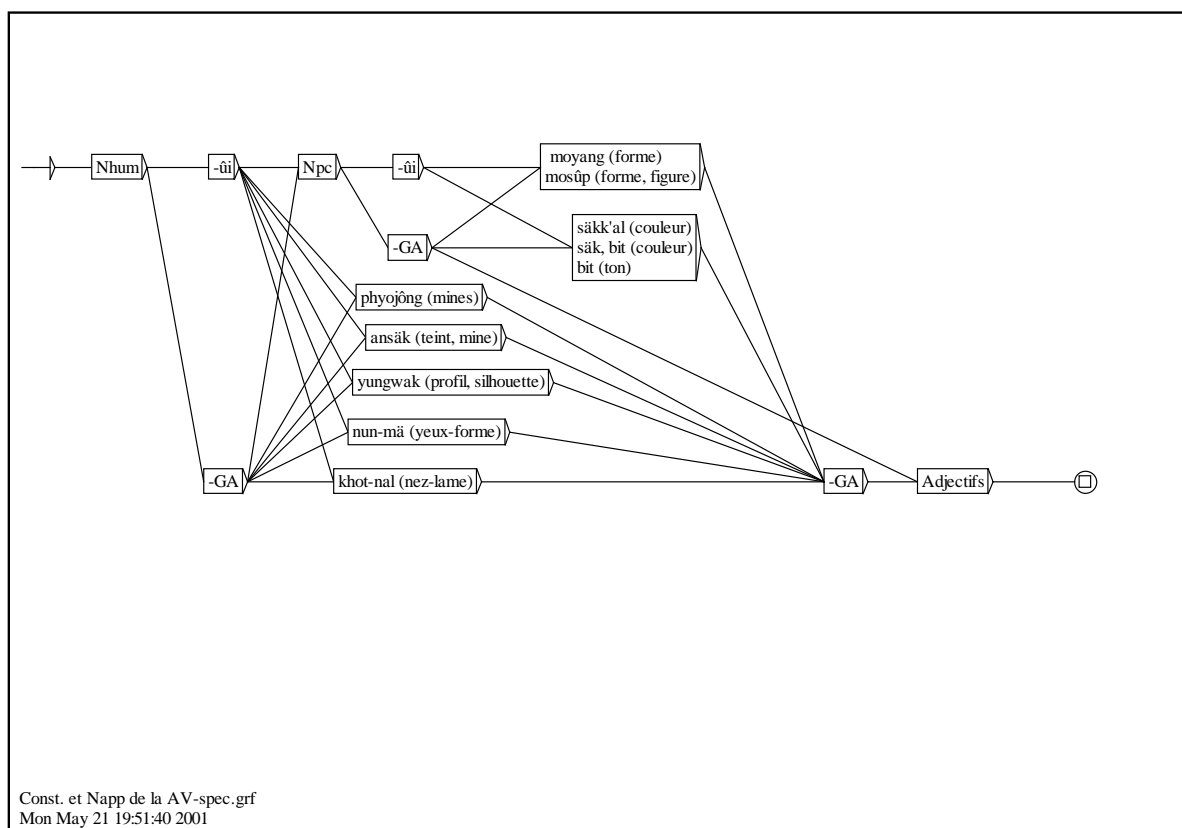 Nhum
-ûi
Npc
-ûi
moyang (forme)
mosûp (forme, figure)
säkk'al (couleur)
säk, bit (couleur)
bit (ton)
-GA
phyojông (mines)
ansäk (teint, mine)
yungwak (profil, silhouette)
nun-mä (yeux-forme)
-GA
khot-nal (nez-lame)
-GA
Adjectifs
Const. et Napp de la AV-spec.grf
Mon May 21 19:51:40 2001